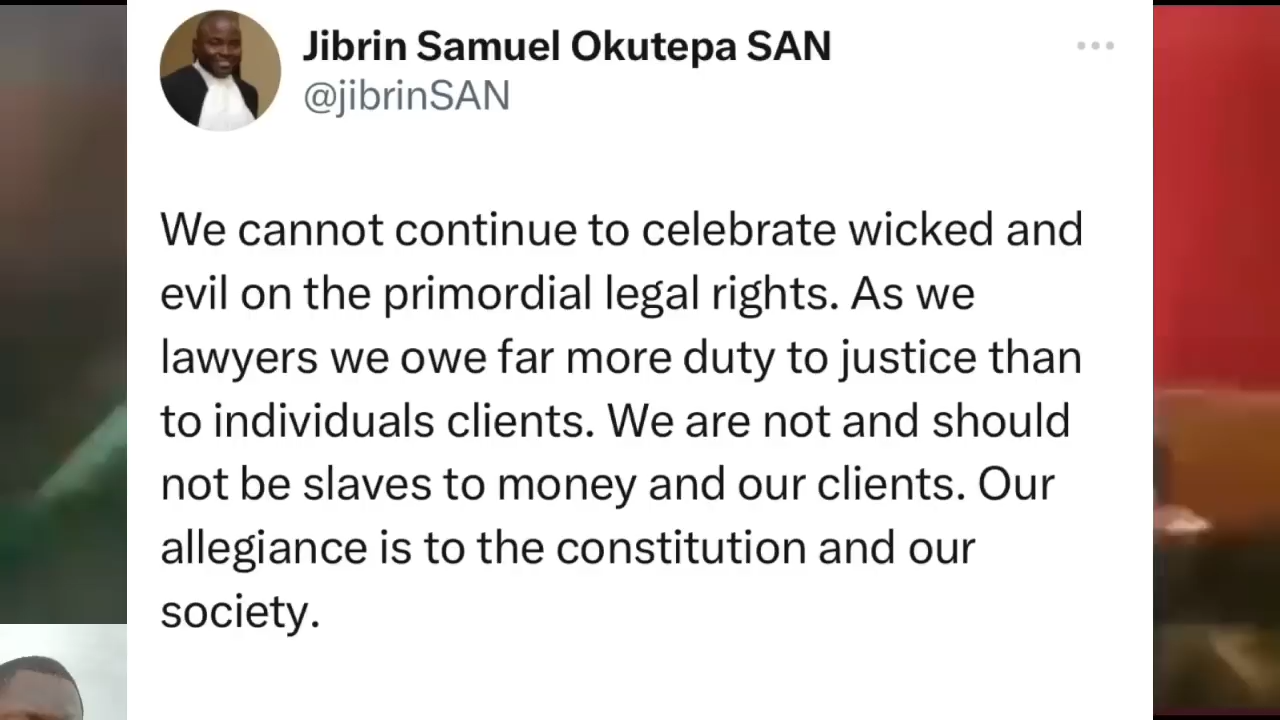 Jibrin Samuel Okutepa SAN
@jibrinSAN
We cannot continue to celebrate wicked and
evil on the primordial legal rights. As we
lawyers we owe far more duty to justice than
to individuals clients. We are not and should
not be slaves to money and our clients. Our
allegiance is to the constitution and our
society.